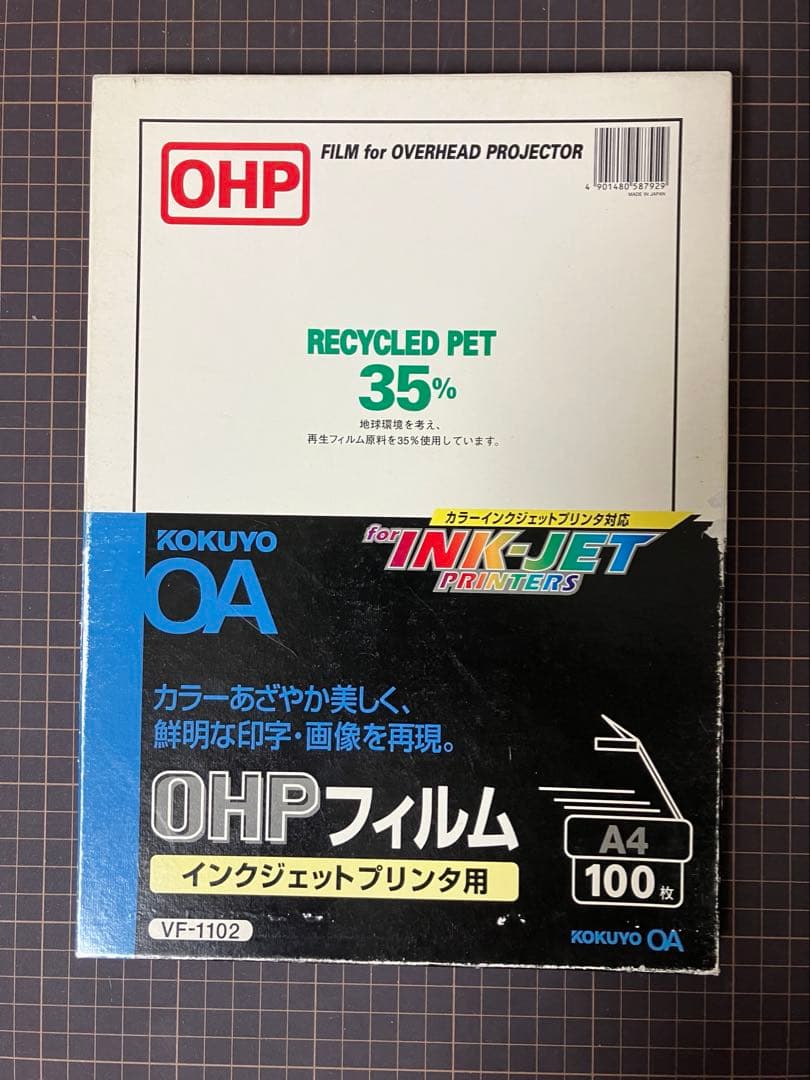 OHP
FILM for OVERHEAD PROJECTOR
4 901480 587929
MADE IN JAPAN
RECYCLED PET
35%
地球環境を考え、
再生フィルム原料を35%使用しています。
カラーインクジェットプリンタ対応
for INK-JET
PRINTERS
KOKUYO
OA
カラーあざやか美しく、
鮮明な印字・画像を再現。
OHPフィルム
インクジェットプリンタ用
VF-1102
A4
100枚
KOKUYO OA